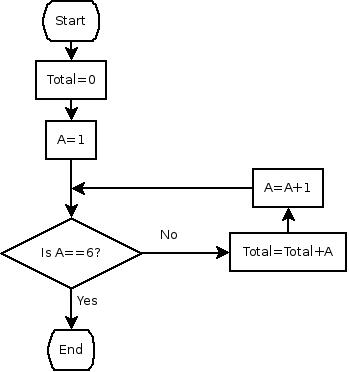 Start
Total=0
A=1
Is A==6?
No
Total=Total+A
A=A+1
Yes
End